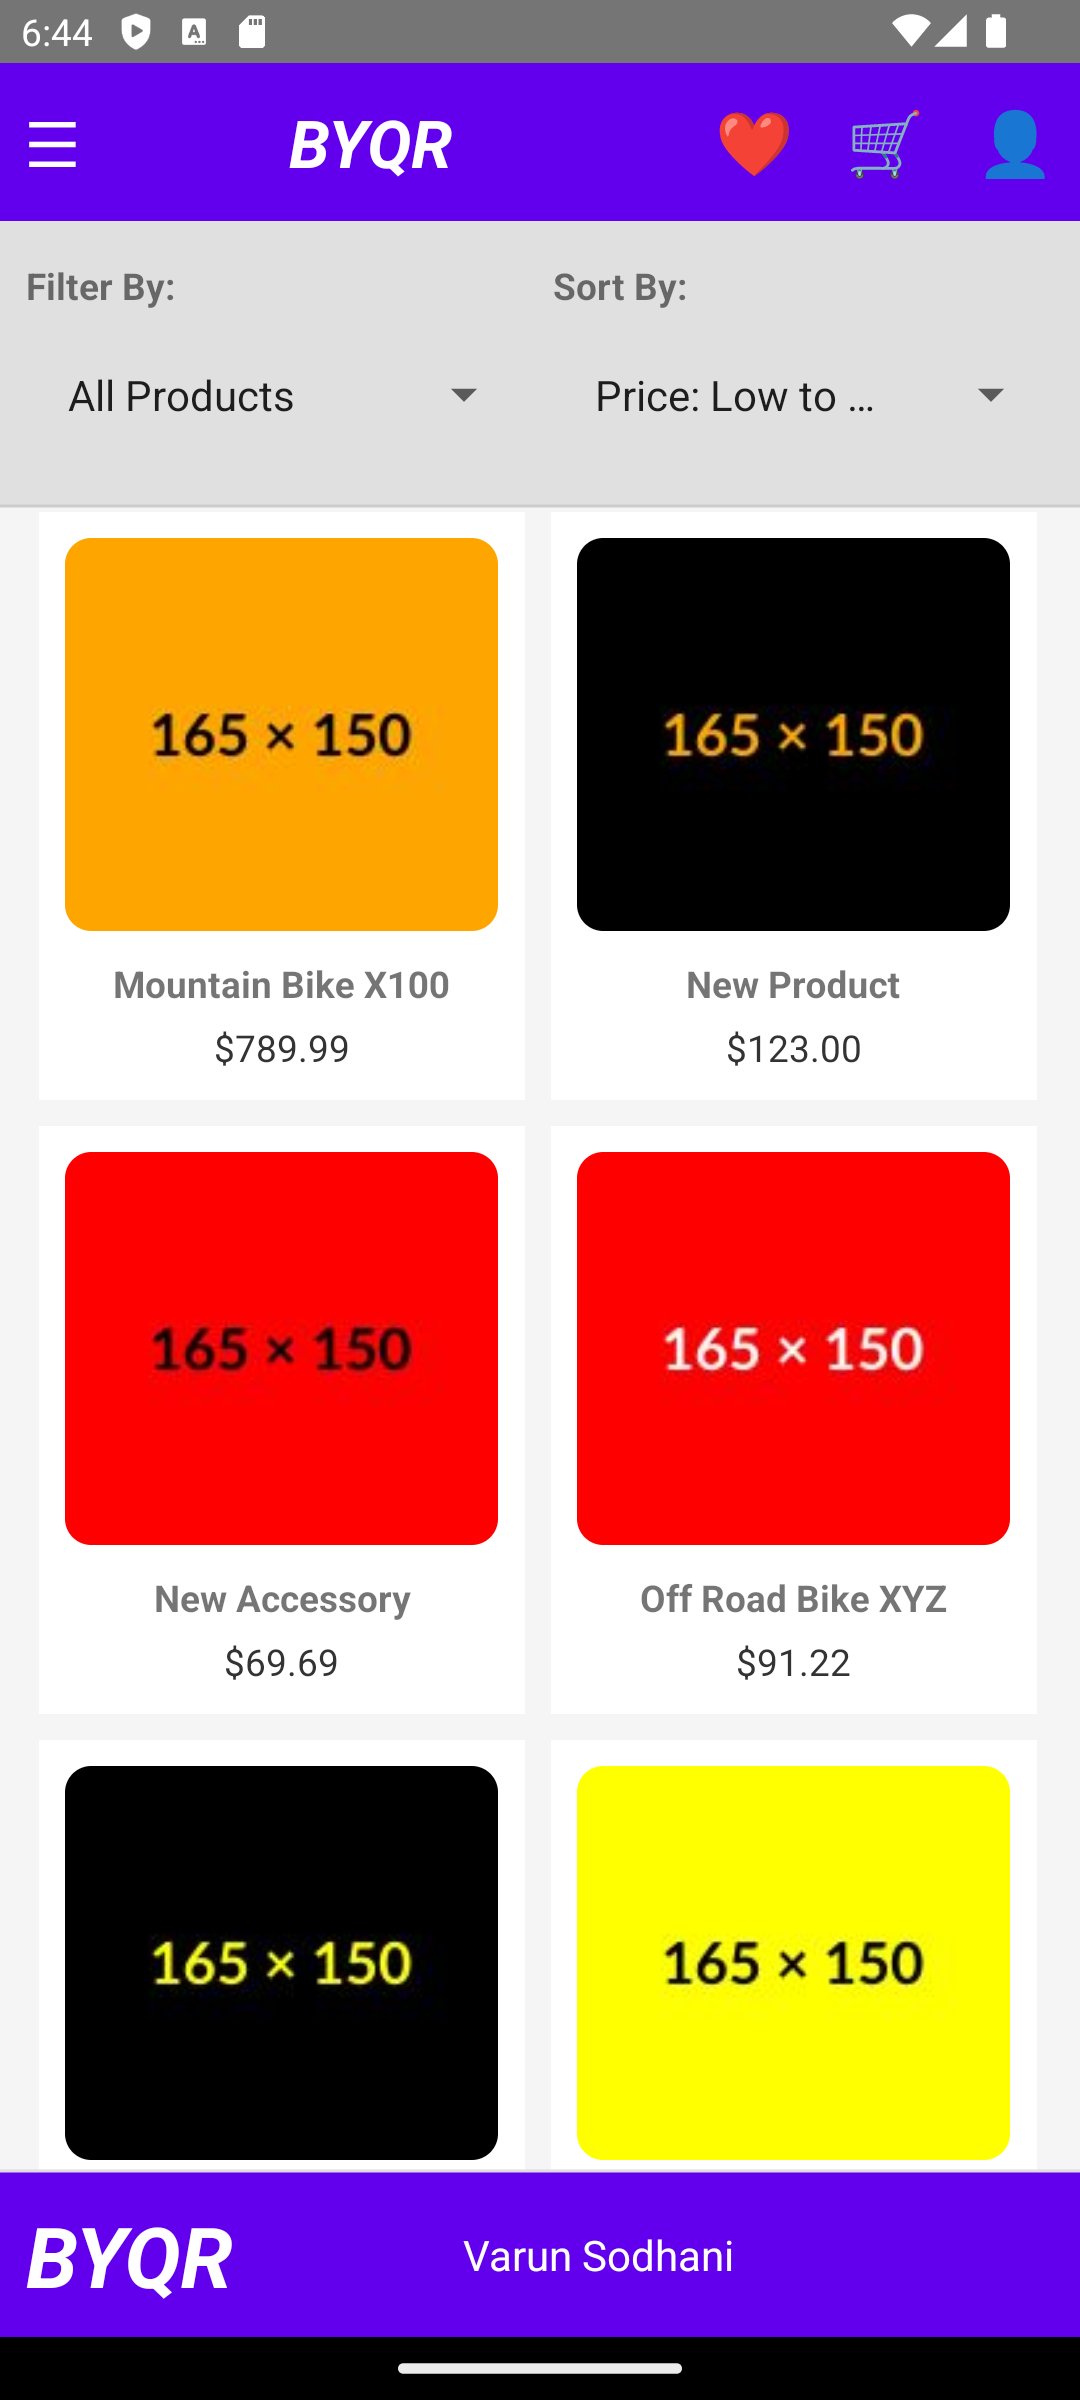 6:44
BYQR
Filter By:
Sort By:
All Products
Price: Low to ...
165 × 150
165 × 150
Mountain Bike X100
New Product
$789.99
$123.00
165 × 150
165 × 150
New Accessory
Off Road Bike XYZ
$69.69
$91.22
165 × 150
165 × 150
BYQR
Varun Sodhani